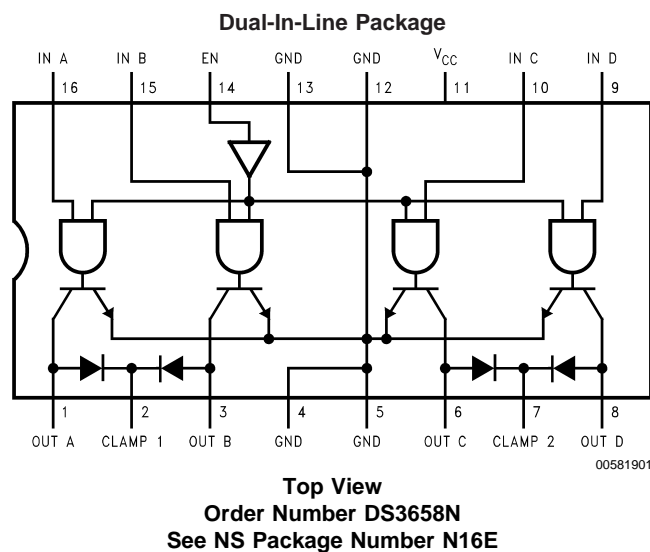 Dual-In-Line Package
IN A IN B EN GND GND VCC IN C IN D
16 15 14 13 12 11 10 9
1 2 3 4 5 6 7 8
OUT A CLAMP 1 OUT B GND GND OUT C CLAMP 2 OUT D
00581901
Top View
Order Number DS3658N
See NS Package Number N16E